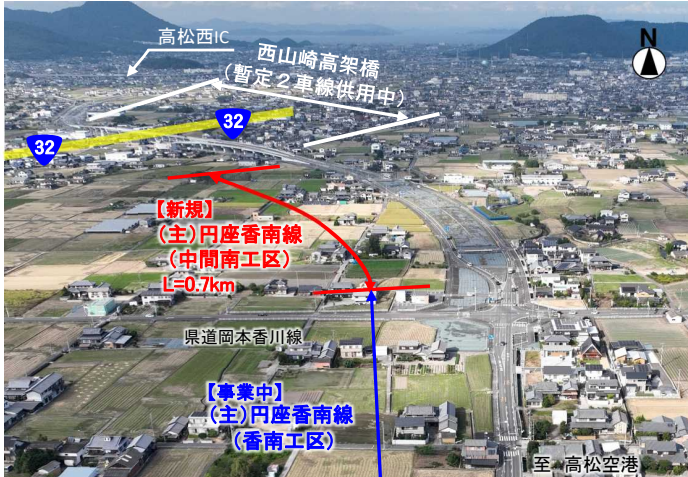 高松西IC
西山崎高架橋
（暫定２車線供用中）
N
32
32
【新規】
（主）円座香南線
（中間南工区）
L=0.7km
県道岡本香川線
【事業中】
（主）円座香南線
（香南工区）
至 高松空港